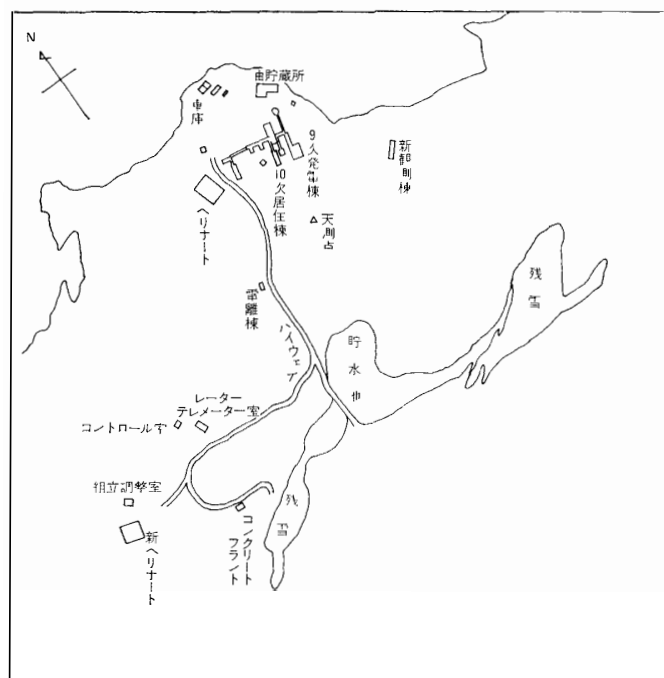 N
油貯蔵所
車庫
9次発電棟
10次居住棟
新観測棟
ヘリポート
天測点
電離棟
ハイウェイ
貯水池
残雪
レーダー
テレメーター室
コントロール室
組立調整室
新ヘリポート
コンクリート
プラント
残雪